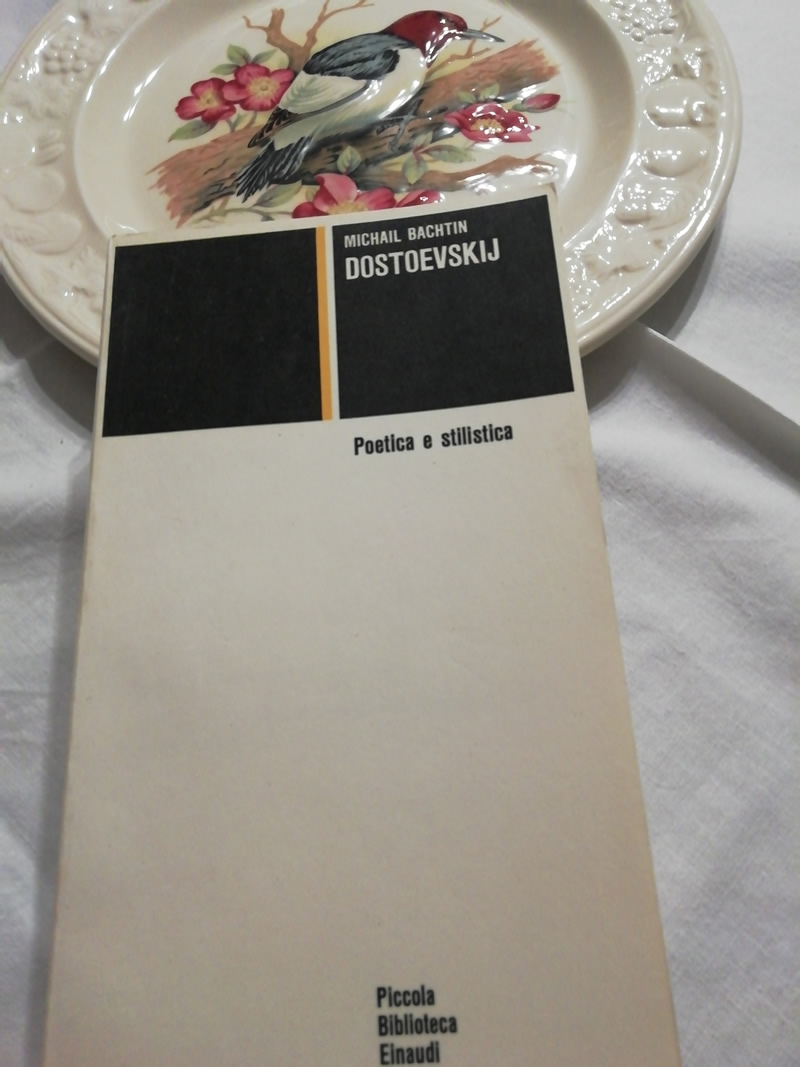 MICHAIL BACHTIN
DOSTOEVSKIJ
Poetica e stilistica
Piccola
Biblioteca
Einaudi